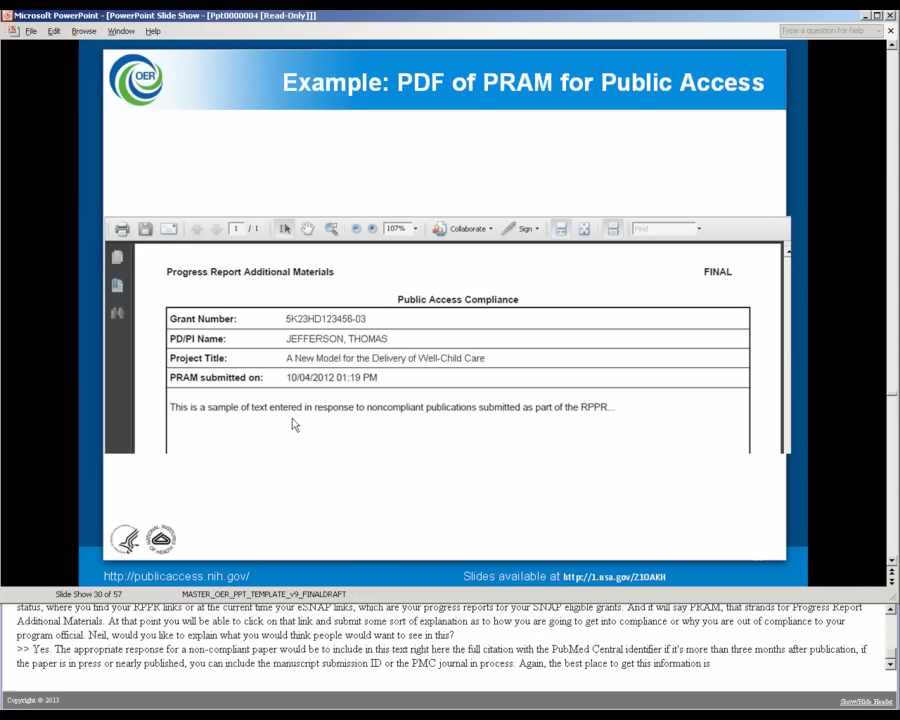 Microsoft PowerPoint - [PowerPoint Slide Show - [Ppt0000004 [Read-Only]]]
File Edit Browse Window Help
Type a question for help
OER
Example: PDF of PRAM for Public Access
1 / 1
107%
Collaborate
Sign
Find
Progress Report Additional Materials
FINAL
Public Access Compliance
Grant Number: 5K23HD123456-03
PD/PI Name: JEFFERSON, THOMAS
Project Title: A New Model for the Delivery of Well-Child Care
PRAM submitted on: 10/04/2012 01:19 PM
This is a sample of text entered in response to noncompliant publications submitted as part of the RPPR...
NATIONAL INSTITUTES OF HEALTH
http://publicaccess.nih.gov/
Slides available at http://1.usa.gov/Z1OAKH
Slide Show 30 of 57
MASTER_OER_PPT_TEMPLATE_v9_FINALDRAFT
status, where you find your RPPR links or at the current time your eSNAP links, which are your progress reports for your SNAP eligible grants. And it will say PRAM, that strands for Progress Report
Additional Materials. At that point you will be able to click on that link and submit some sort of explanation as to how you are going to get into compliance or why you are out of compliance to your
program official. Neil, would you like to explain what you would think people would want to see in this?
>> Yes. The appropriate response for a non-compliant paper would be to include in this text right here the full citation with the PubMed Central identifier if it's more than three months after publication, if
the paper is in press or nearly published, you can include the manuscript submission ID or the PMC journal in process. Again, the best place to get this information is
Copyright © 2013
Show/Hide Header